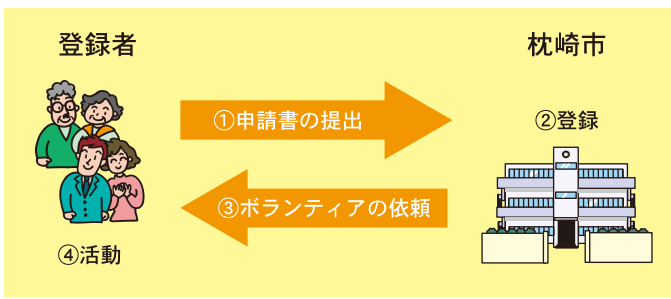 登録者
枕崎市
①申請書の提出
②登録
③ボランティアの依頼
④活動